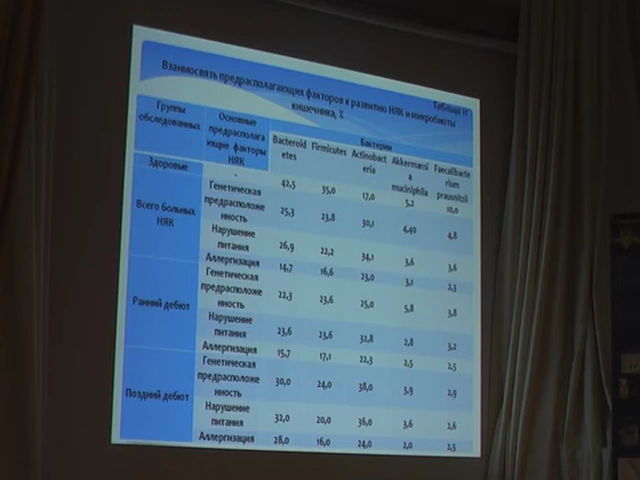 Таблица 11
Взаимосвязь предрасполагающих факторов к развитию НЯК и микробиоты
кишечника, %
Группы обследованных | Основные предрасполагающие факторы НЯК | Бактерии
Bacteroidetes | Firmicutes | Actinobacteria | Akkermansia muciniphila | Faecalibacterium prausnitzii
Здоровые | - | 42,5 | 35,0 | 17,0 | 5,2 | 10,0
Всего больных НЯК | Генетическая предрасположенность | 25,3 | 23,8 | 30,1 | 4,40 | 4,8
Нарушение питания | 26,9 | 22,2 | 34,1 | 3,6 | 3,6
Аллергизация | 14,7 | 16,6 | 23,0 | 3,1 | 2,3
Ранний дебют | Генетическая предрасположенность | 22,3 | 23,6 | 25,0 | 5,8 | 3,8
Нарушение питания | 23,6 | 23,6 | 32,8 | 2,8 | 3,2
Аллергизация | 15,7 | 17,1 | 22,3 | 2,5 | 2,5
Поздний дебют | Генетическая предрасположенность | 30,0 | 24,0 | 38,0 | 3,9 | 2,9
Нарушение питания | 32,0 | 20,0 | 36,0 | 3,6 | 2,6
Аллергизация | 28,0 | 16,0 | 24,0 | 2,0 | 2,5